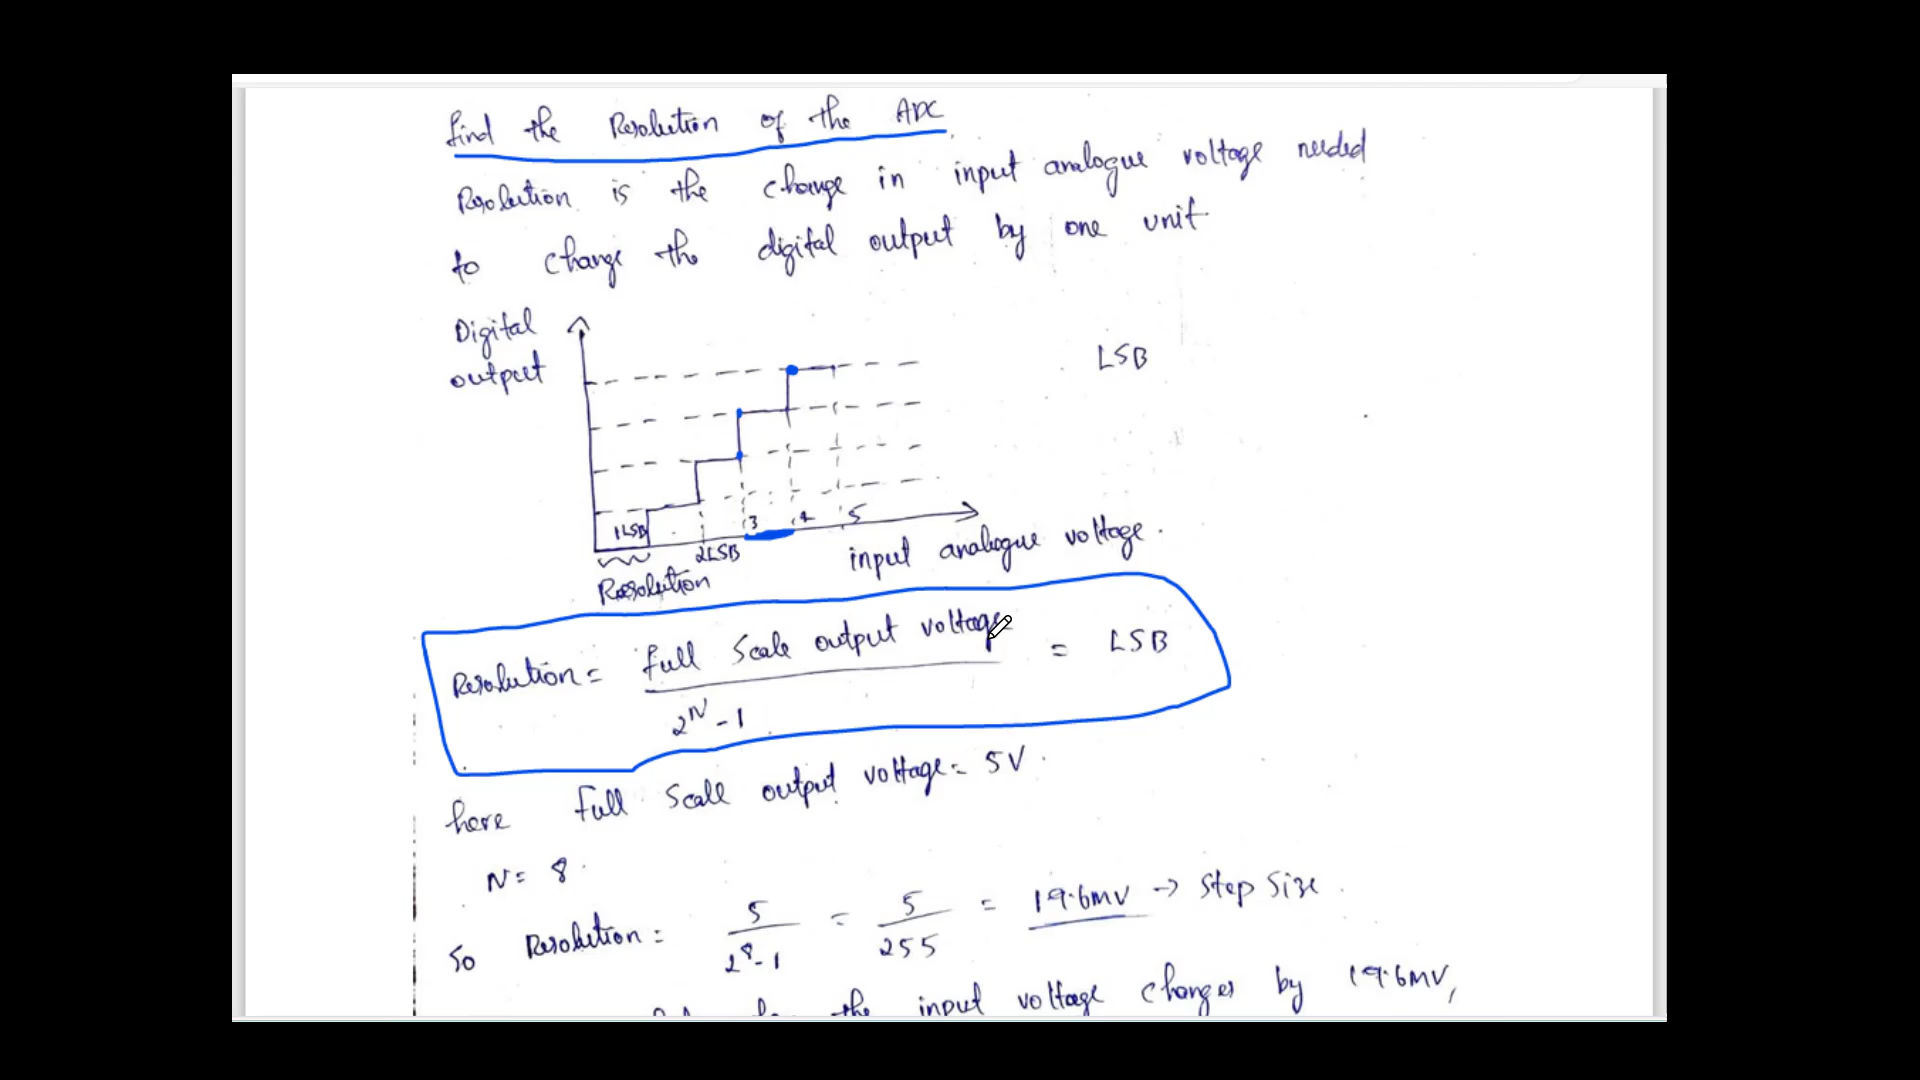 find the Resolution of the ADC
Resolution is the change in input analogue voltage needed
to change the digital output by one unit
Digital
output
LSB
1LSB
2LSB
3
4
5
Resolution
input analogue voltage.
Resolution = full scale output voltage / 2^N - 1 = LSB
here full scale output voltage = 5V.
N = 8.
So Resolution = 5 / 2^8 - 1 = 5 / 255 = 19.6mV → Step Size.
the input voltage changes by 19.6mV,